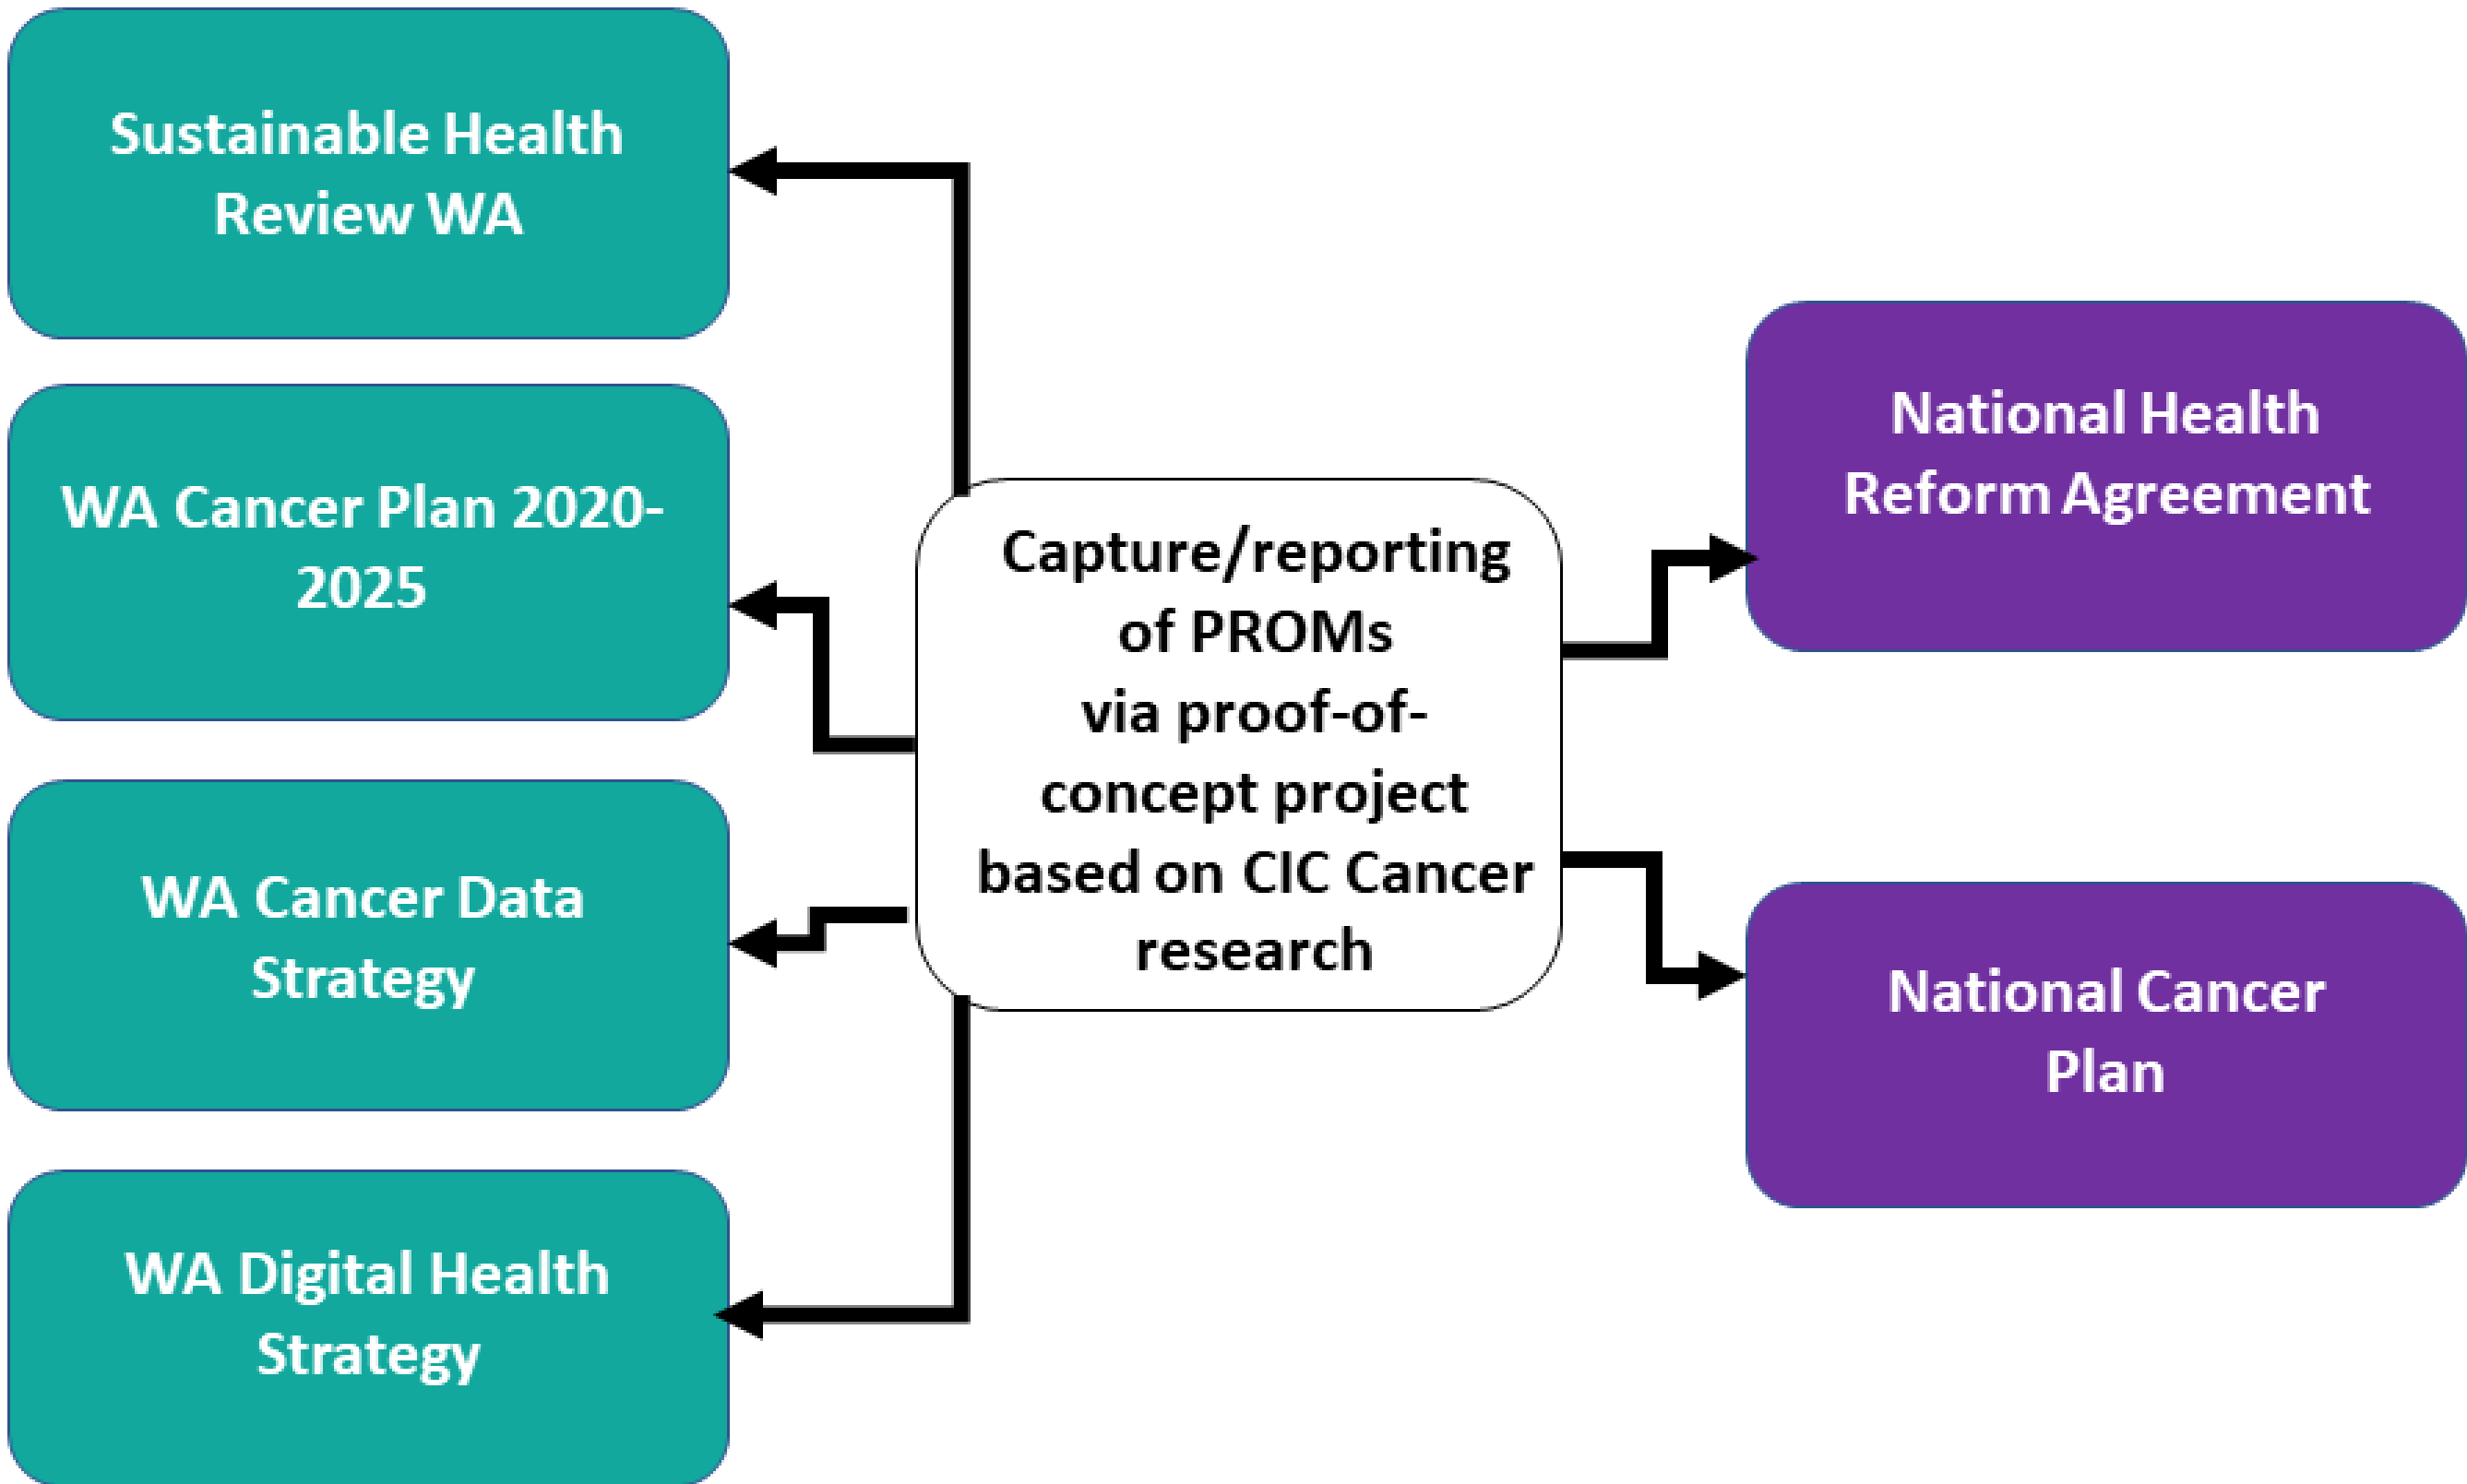 Sustainable Health
Review WA
WA Cancer Plan 2020-
2025
WA Cancer Data
Strategy
WA Digital Health
Strategy
Capture/reporting
of PROMs
via proof-of-
concept project
based on CIC Cancer
research
National Health
Reform Agreement
National Cancer
Plan